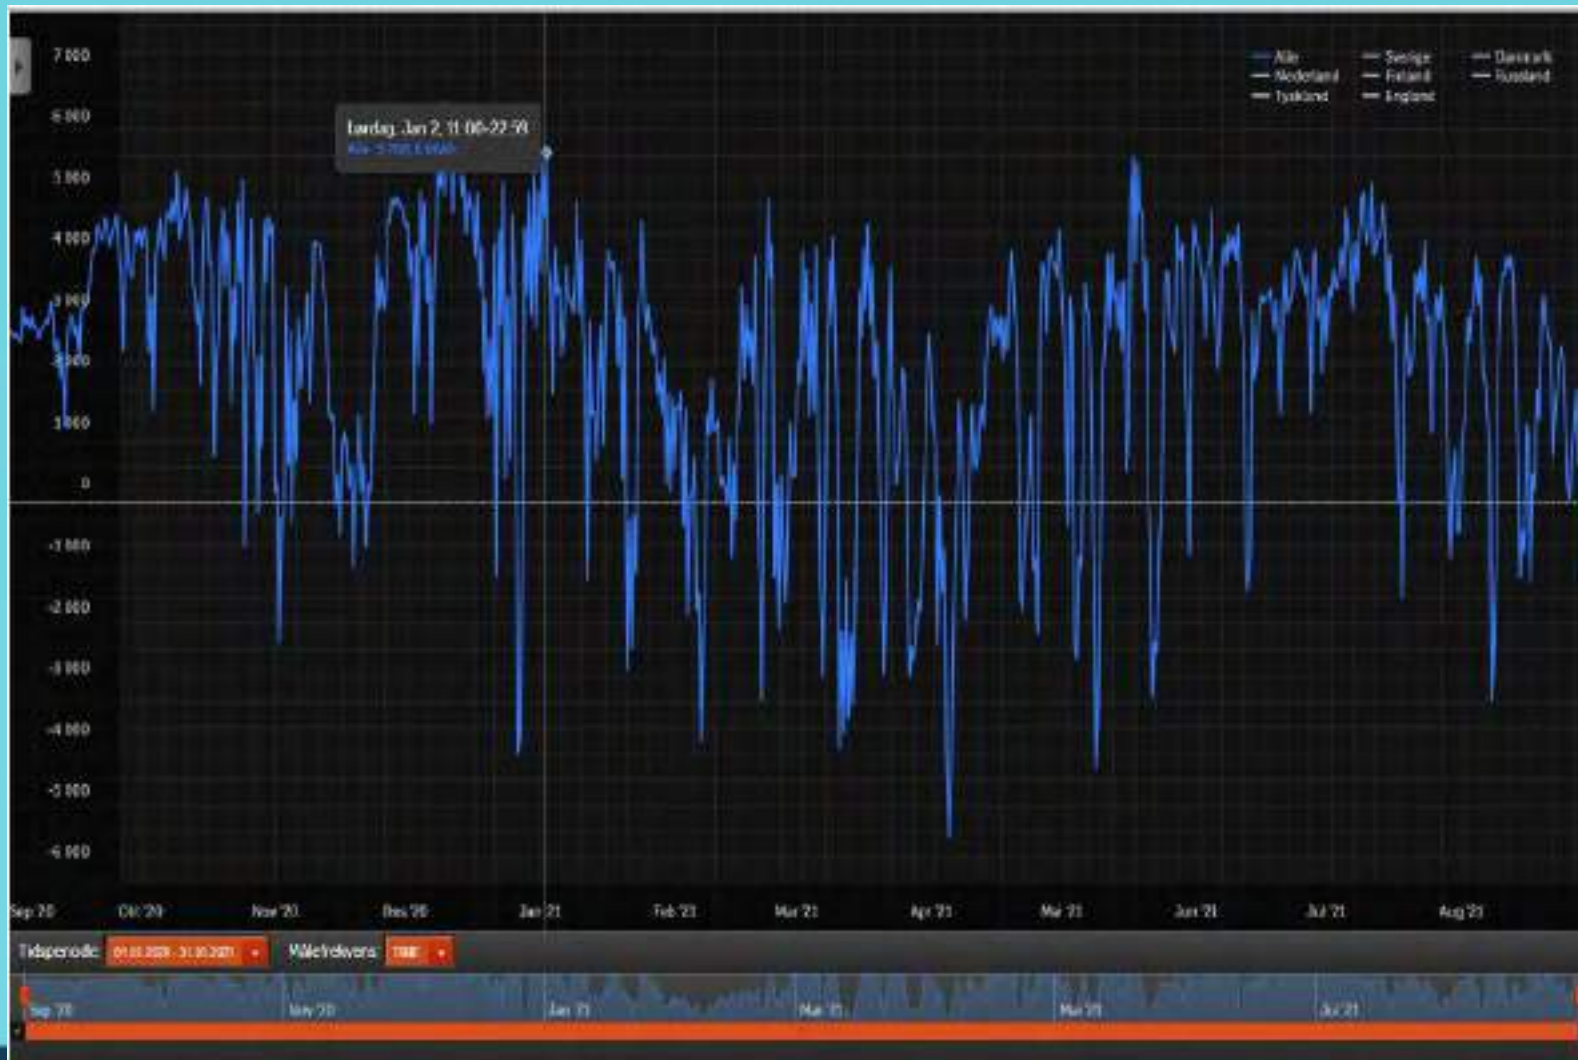 7 000
6 000
5 000
4 000
3 000
2 000
1 000
0
-1 000
-2 000
-3 000
-4 000
-5 000
-6 000
Alle Sverige Danmark
Nederland Finland Russland
Tyskland England
Lørdag, Jan 2, 11:00-22:59
Alle
Sep '20 Okt '20 Nov '20 Des '20 Jan '21 Feb '21 Mar '21 Apr '21 Mai '21 Jun '21 Jul '21 Aug '21
Tidsperiode: Målefrekvens: TIME
Sep '20 Nov '20 Jan '21 Mar '21 Mai '21 Jul '21